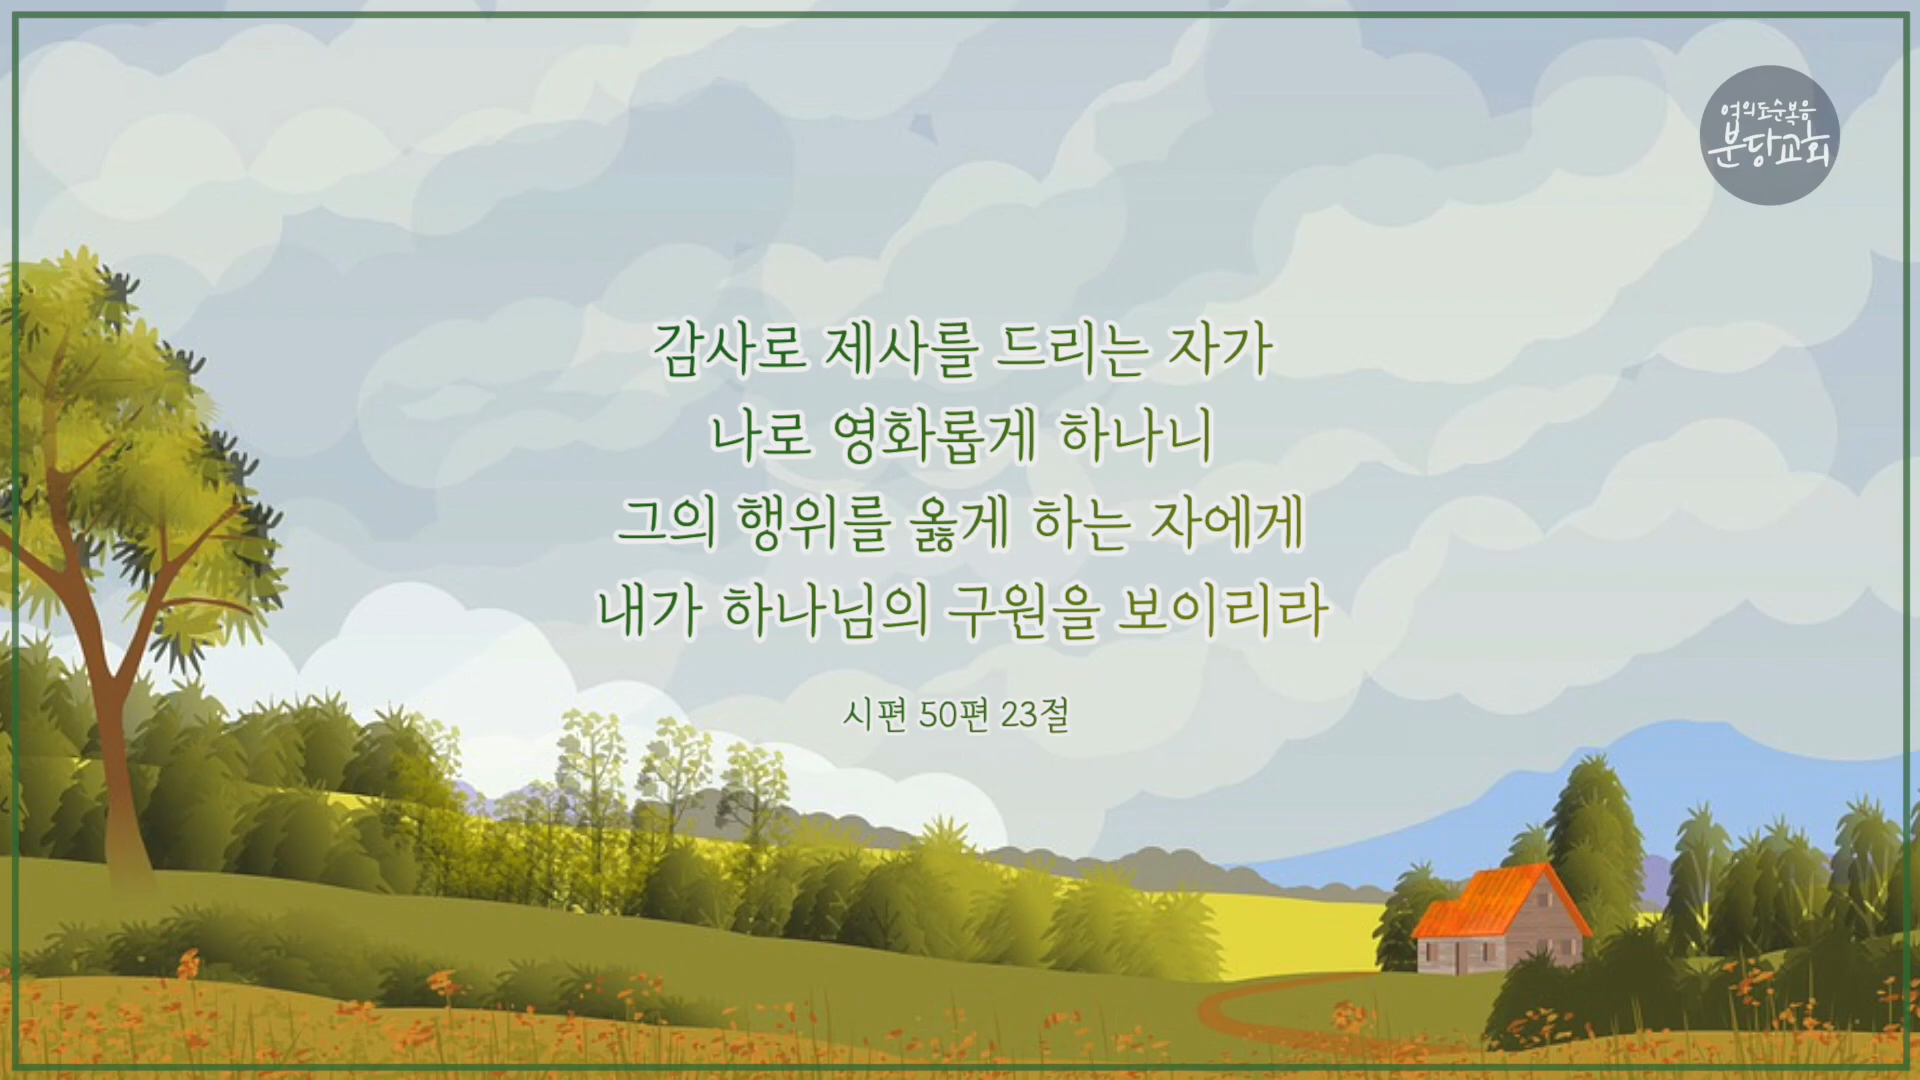 여의도순복음
분당교회
감사로 제사를 드리는 자가
나로 영화롭게 하나니
그의 행위를 옳게 하는 자에게
내가 하나님의 구원을 보이리라
시편 50편 23절